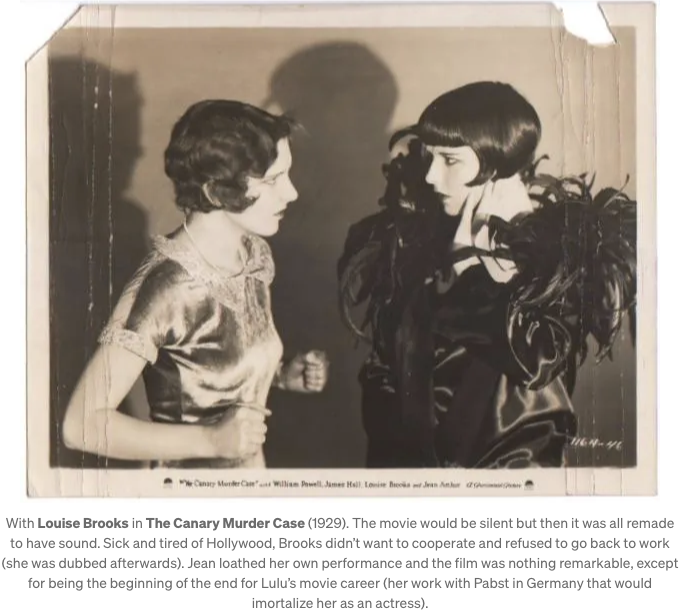 1164-46
"The Canary Murder Case" with William Powell, James Hall, Louise Brooks and Jean Arthur A Paramount Picture
With Louise Brooks in The Canary Murder Case (1929). The movie would be silent but then it was all remade
to have sound. Sick and tired of Hollywood, Brooks didn't want to cooperate and refused to go back to work
(she was dubbed afterwards). Jean loathed her own performance and the film was nothing remarkable, except
for being the beginning of the end for Lulu's movie career (her work with Pabst in Germany that would
imortalize her as an actress).